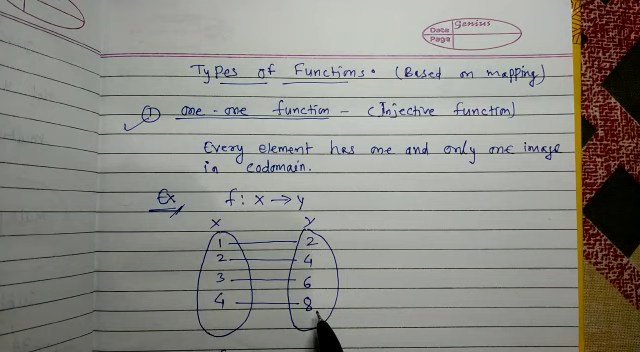 Genius
Date
Page
Types of Functions. (Based on mapping)
① one-one function - (Injective function)
Every element has one and only one image
in codomain.
Ex f: x → y
x y
1 2
2 4
3 6
4 8